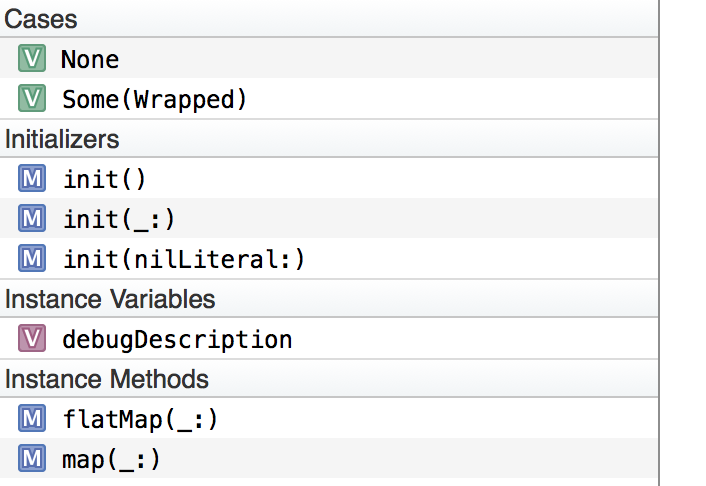 Cases
V None
V Some(Wrapped)
Initializers
M init()
M init(_:)
M init(nilLiteral:)
Instance Variables
V debugDescription
Instance Methods
M flatMap(_:)
M map(_:)